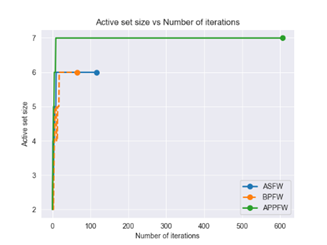 Active set size vs Number of iterations
7
6
5
4
3
2
Active set size
0 100 200 300 400 500 600
Number of iterations
ASFW
BPFW
APPFW